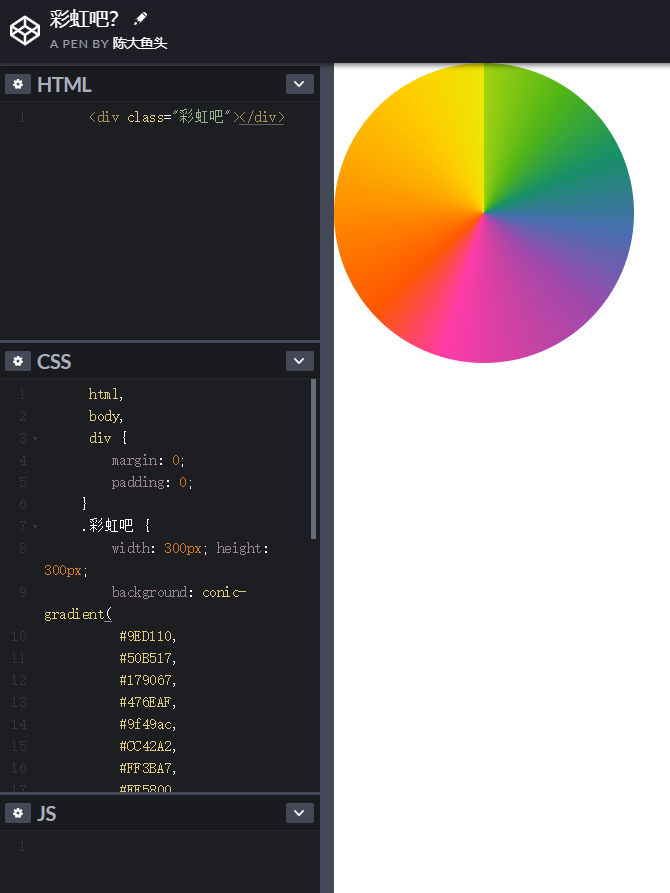 彩虹吧?
A PEN BY 陈大鱼头
HTML
1 <div class="彩虹吧"></div>
CSS
1 html,
2 body,
3 div {
4 margin: 0;
5 padding: 0;
6 }
7 .彩虹吧 {
8 width: 300px; height:
300px;
9 background: conic-
gradient(
10 #9ED110,
11 #50B517,
12 #179067,
13 #476EAF,
14 #9f49ac,
15 #CC42A2,
16 #FF3BA7,
17 #FF5800
JS
1